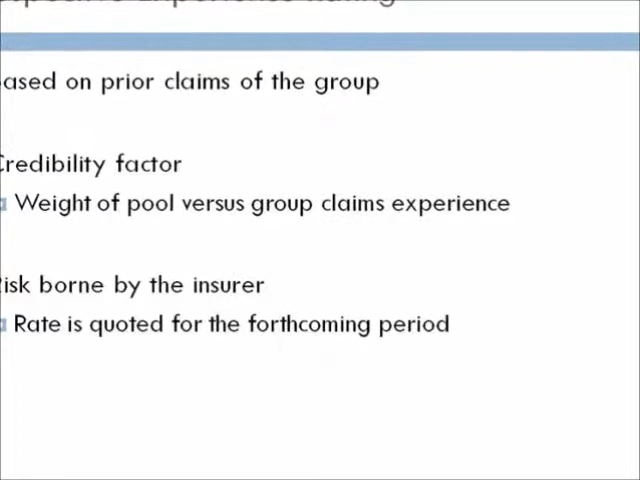 ased on prior claims of the group
Credibility factor
Weight of pool versus group claims experience
isk borne by the insurer
Rate is quoted for the forthcoming period